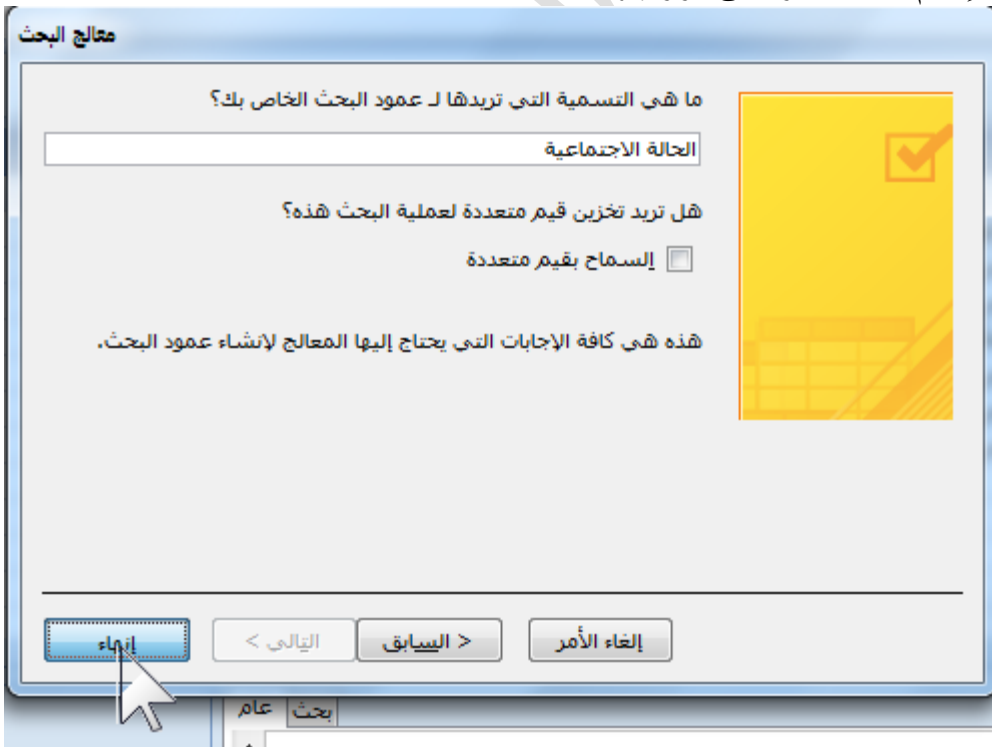 معالج البحث
ما هي التسمية التي تريدها لـ عمود البحث الخاص بك؟
الحالة الاجتماعية
هل تريد تخزين قيم متعددة لعملية البحث هذه؟
السماح بقيم متعددة
هذه هي كافة الإجابات التي يحتاج إليها المعالج لإنشاء عمود البحث.
إلغاء الأمر
< السابق
التالي >
إنهاء
عام
بحث